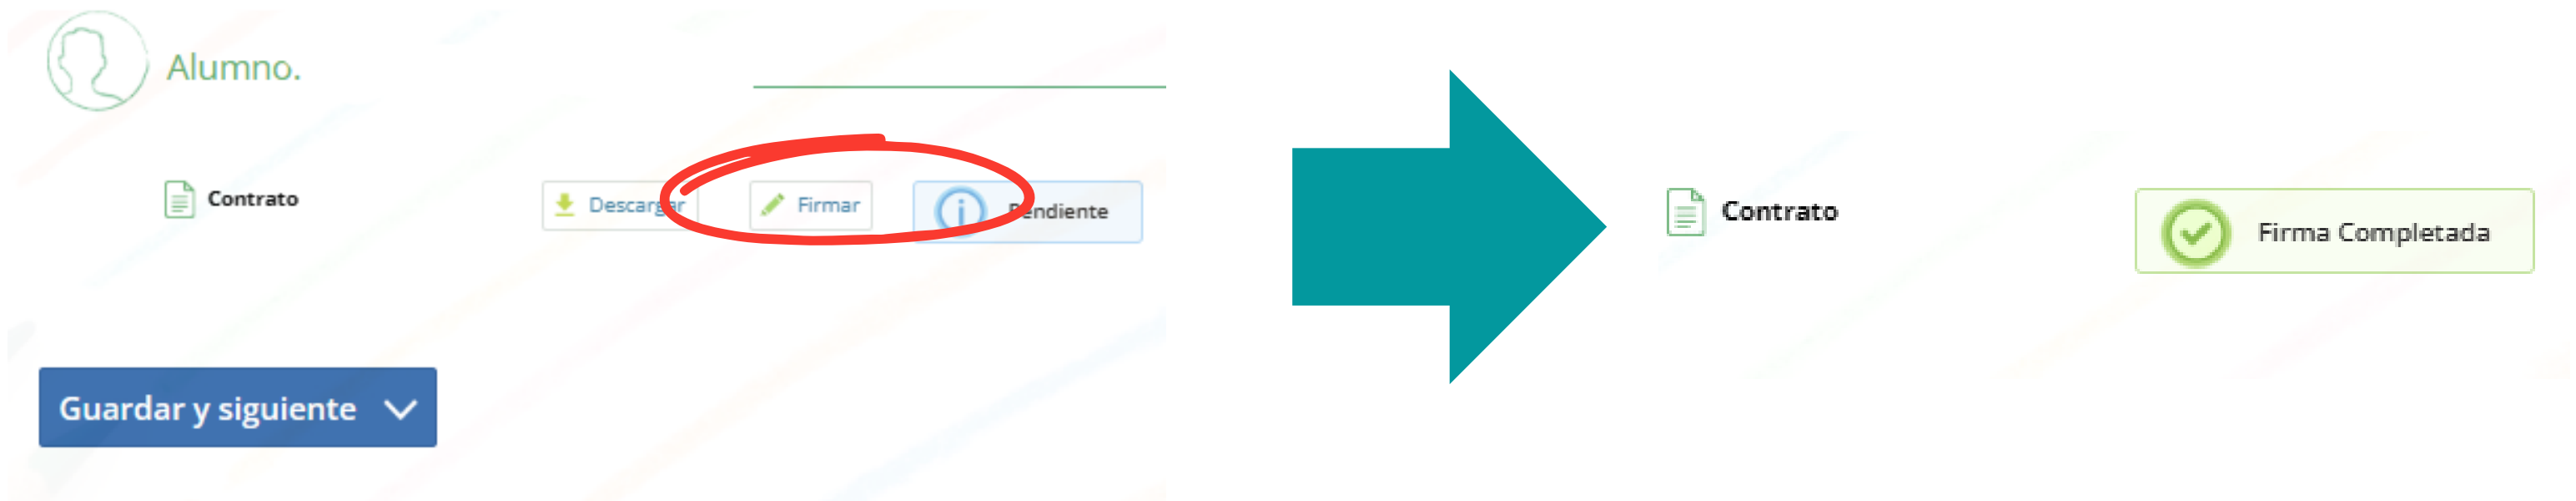 Alumno.
Contrato
Descargar
Firmar
Pendiente
Guardar y siguiente
Contrato
Firma Completada